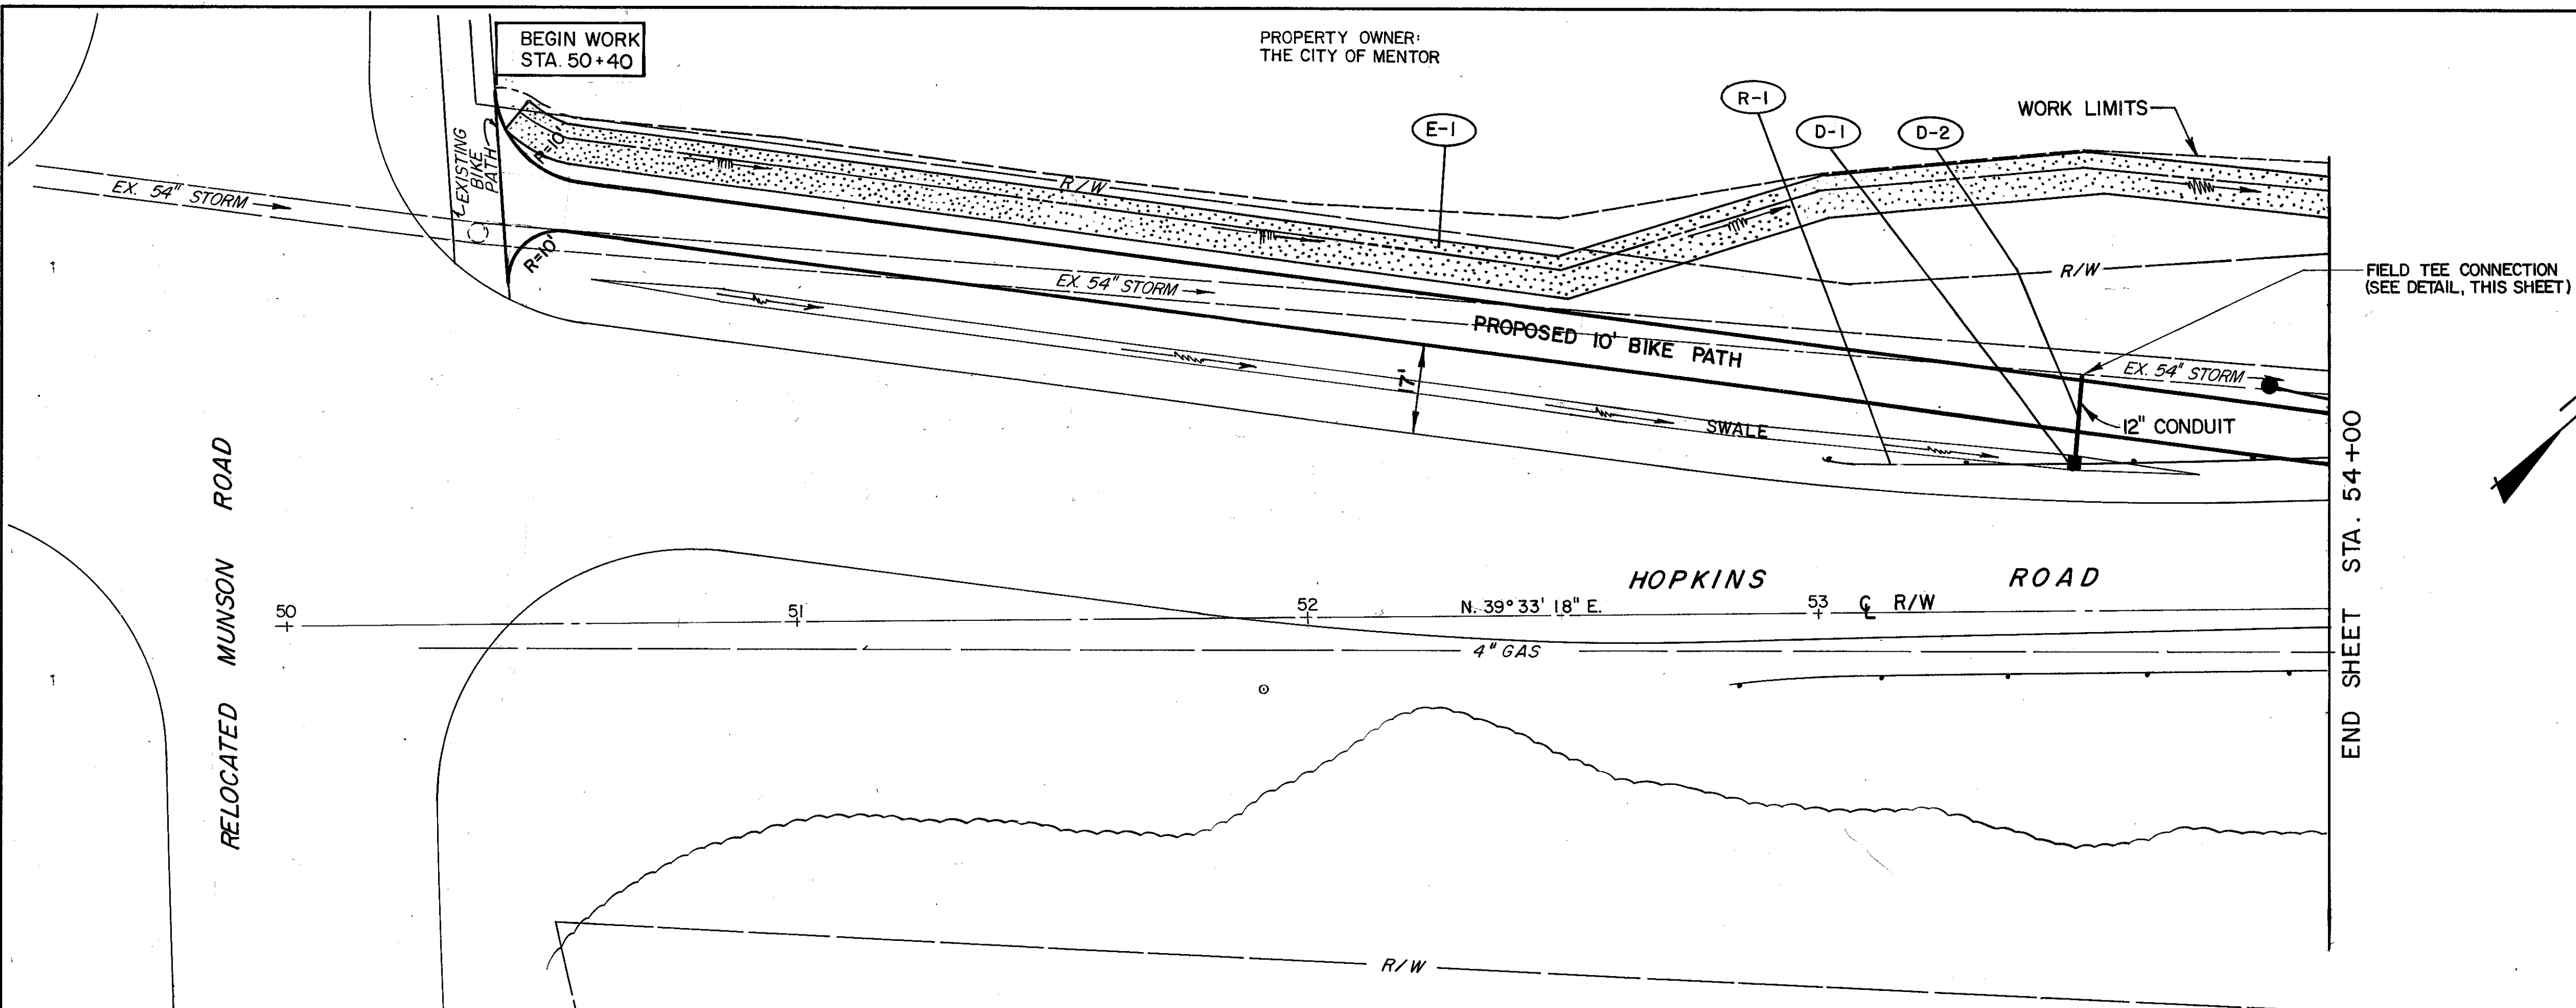 BEGIN WORK
STA. 50+40
PROPERTY OWNER:
THE CITY OF MENTOR
R-1
E-1
D-1
D-2
WORK LIMITS
EXISTING
BIKE
PATH
R=10'
R/W
EX. 54" STORM
R=10'
EX. 54" STORM
R/W
FIELD TEE CONNECTION
(SEE DETAIL, THIS SHEET)
PROPOSED 10' BIKE PATH
17'
EX. 54" STORM
SWALE
12" CONDUIT
RELOCATED MUNSON ROAD
END SHEET STA. 54+00
HOPKINS ROAD
50
51
52
N. 39° 33' 18" E.
53
℄ R/W
4" GAS
R/W